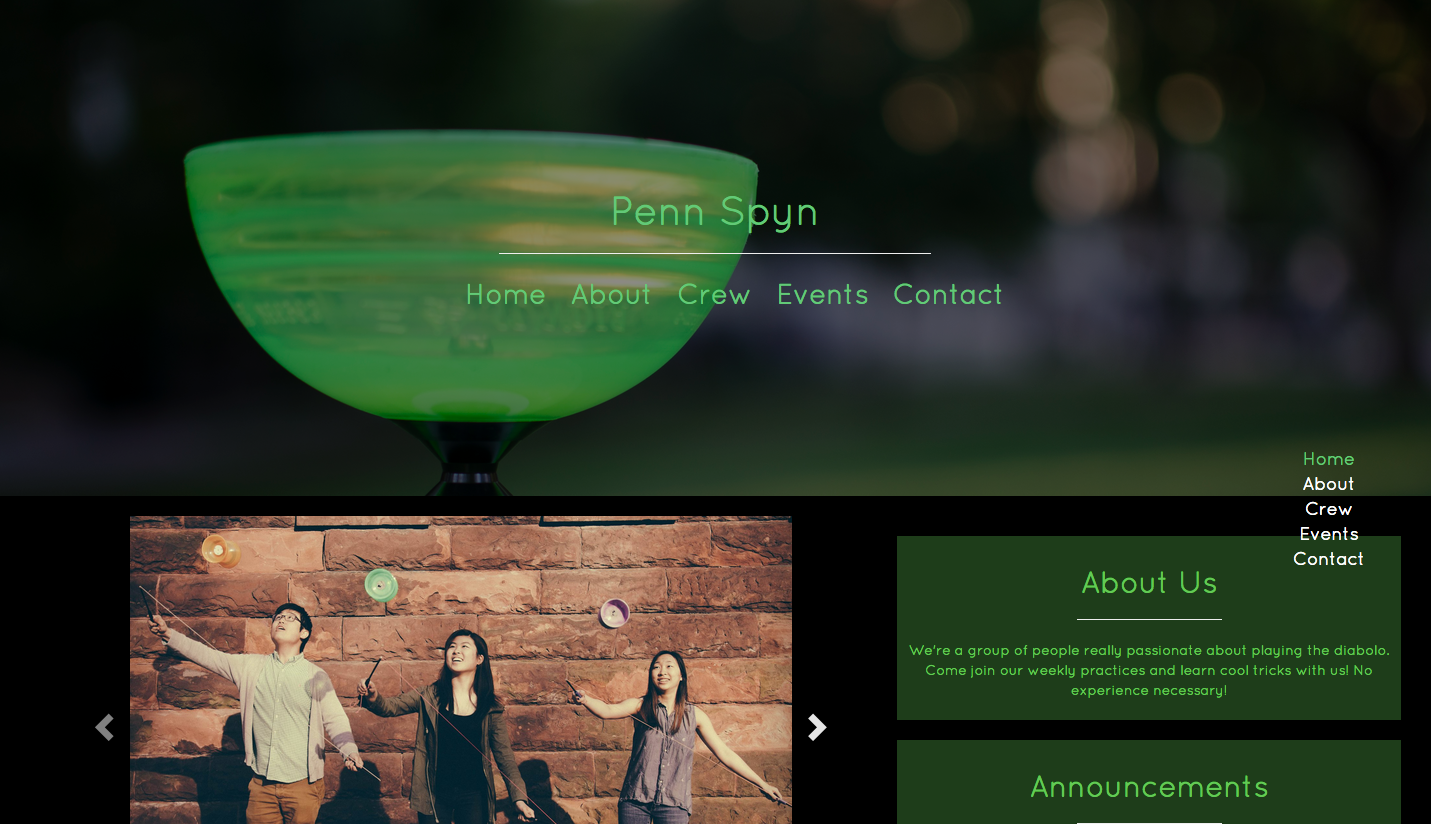 Penn Spyn
Home About Crew Events Contact
Home
About
Crew
Events
Contact
About Us
We're a group of people really passionate about playing the diabolo.
Come join our weekly practices and learn cool tricks with us! No
experience necessary!
Announcements